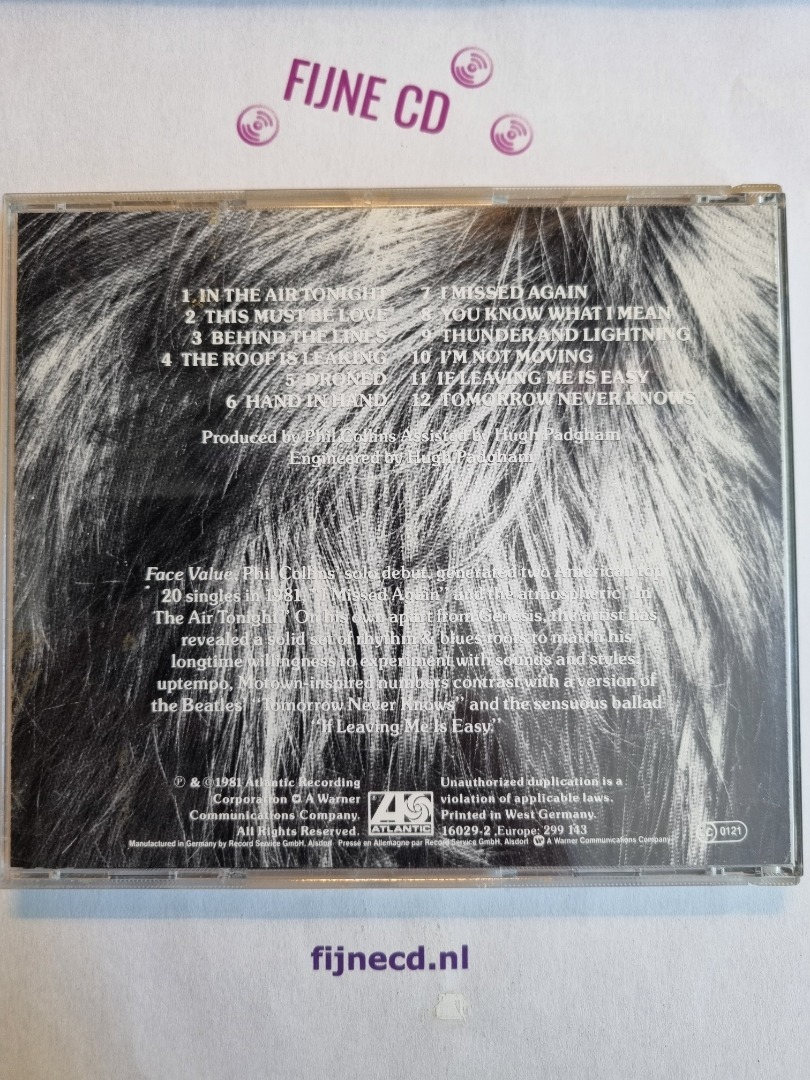 FIJNE CD
1 IN THE AIR TONIGHT
2 THIS MUST BE LOVE
3 BEHIND THE LINES
4 THE ROOF IS LEAKING
5 DRONED
6 HAND IN HAND
7 I MISSED AGAIN
8 YOU KNOW WHAT I MEAN
9 THUNDER AND LIGHTNING
10 I'M NOT MOVING
11 IF LEAVING ME IS EASY
12 TOMORROW NEVER KNOWS
Produced by Phil Collins Assisted by Hugh Padgham
Engineered by Hugh Padgham
Face Value, Phil Collins' solo debut, generated two American Top
20 singles in 1981, "I Missed Again" and the atmospheric "In
The Air Tonight." On his own, apart from Genesis, the artist has
revealed a solid set of rhythm & blues roots to match his
longtime willingness to experiment with sounds and styles:
uptempo, Motown-inspired numbers contrast with a version of
the Beatles' "Tomorrow Never Knows" and the sensuous ballad
"If Leaving Me Is Easy."
℗ & © 1981 Atlantic Recording
Corporation © A Warner
Communications Company.
All Rights Reserved.
ATLANTIC
Unauthorized duplication is a
violation of applicable laws.
Printed in West Germany.
16029-2 Europe: 299 143
LC 0121
Manufactured in Germany by Record Service GmbH, Alsdorf · Pressé en Allemagne par Record Service GmbH, Alsdorf A Warner Communications Company
fijnecd.nl